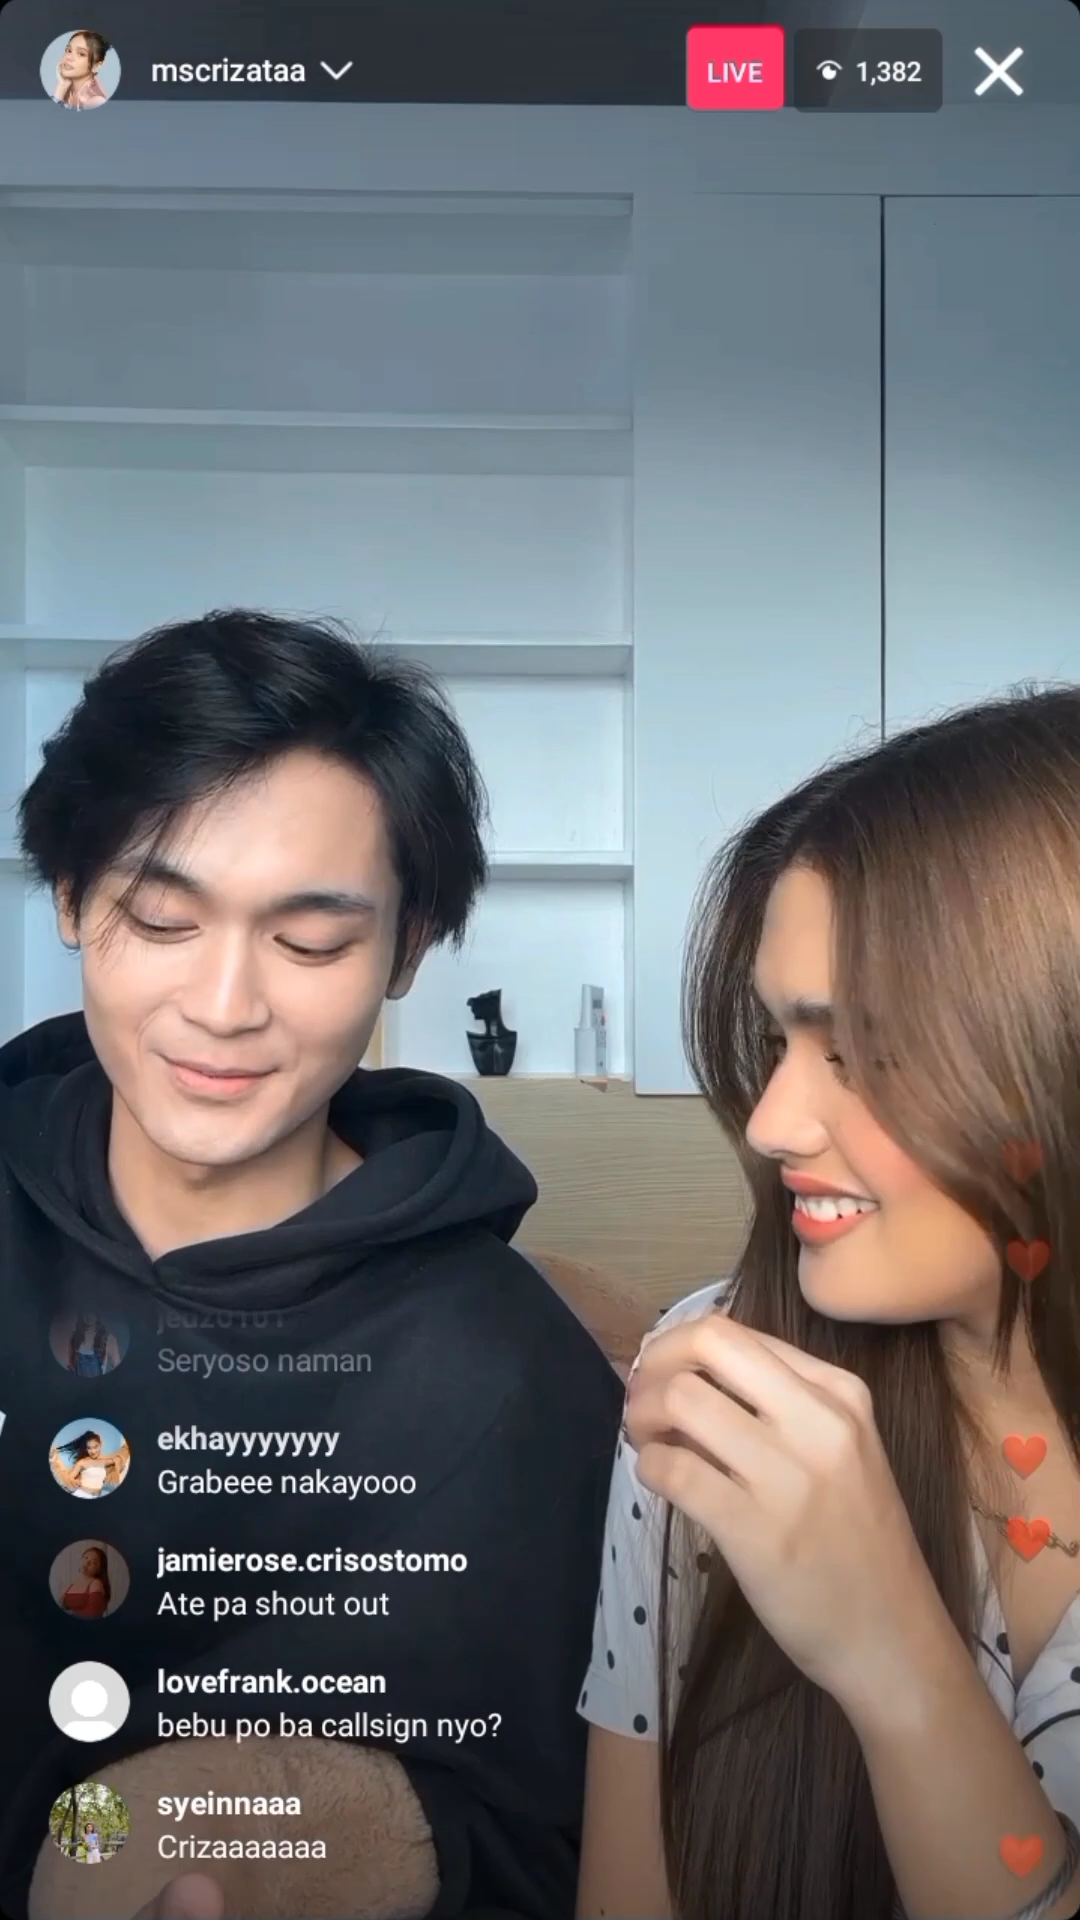 mscrizataa
LIVE
1,382
Seryoso naman
ekhayyyyyyy
Grabeee nakayooo
jamierose.crisostomo
Ate pa shout out
lovefrank.ocean
bebu po ba callsign nyo?
syeinnaaa
Crizaaaaaaa